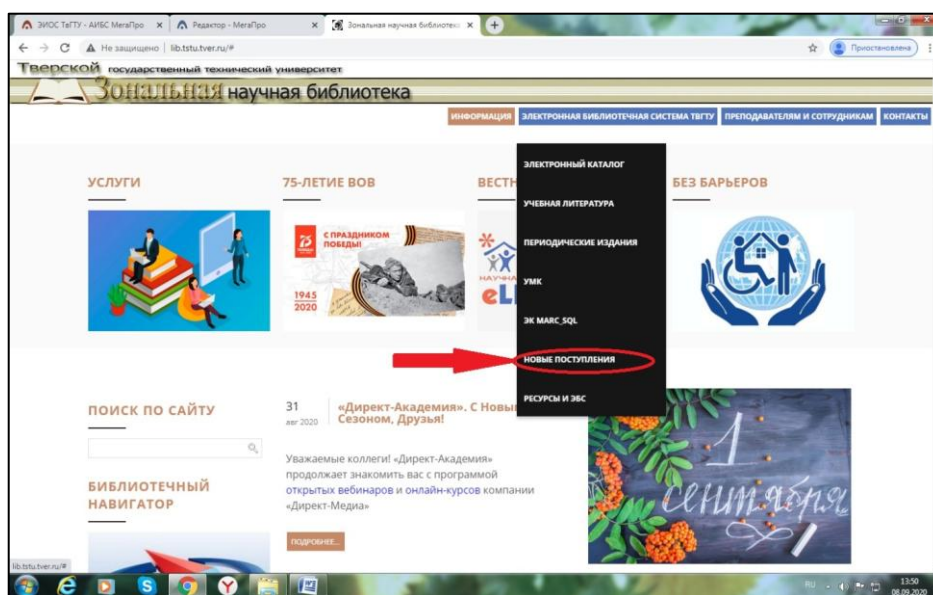 ЭИОС ТвГТУ - АИБС МегаПро
Редактор - МегаПро
Зональная научная библиотека
Не защищено | lib.tstu.tver.ru/#
Приостановлена
Тверской государственный технический университет
Зональная научная библиотека
ИНФОРМАЦИЯ ЭЛЕКТРОННАЯ БИБЛИОТЕЧНАЯ СИСТЕМА ТВГТУ ПРЕПОДАВАТЕЛЯМ И СОТРУДНИКАМ КОНТАКТЫ
ЭЛЕКТРОННЫЙ КАТАЛОГ
УЧЕБНАЯ ЛИТЕРАТУРА
ПЕРИОДИЧЕСКИЕ ИЗДАНИЯ
УМК
ЭК MARC_SQL
НОВЫЕ ПОСТУПЛЕНИЯ
РЕСУРСЫ И ЭБС
УСЛУГИ
75-ЛЕТИЕ ВОВ
75
С ПРАЗДНИКОМ
ПОБЕДЫ!
1945
2020
ВЕСТН
НАУЧНА
eLI
БЕЗ БАРЬЕРОВ
ПОИСК ПО САЙТУ
БИБЛИОТЕЧНЫЙ
НАВИГАТОР
31
авг 2020
«Директ-Академия». С Новы
Сезоном, Друзья!
Уважаемые коллеги! «Директ-Академия»
продолжает знакомить вас с программой
открытых вебинаров и онлайн-курсов компании
«Директ-Медиа»
ПОДРОБНЕЕ...
1
сентября
lib.tstu.tver.ru/#
RU
13:50
08.09.2020